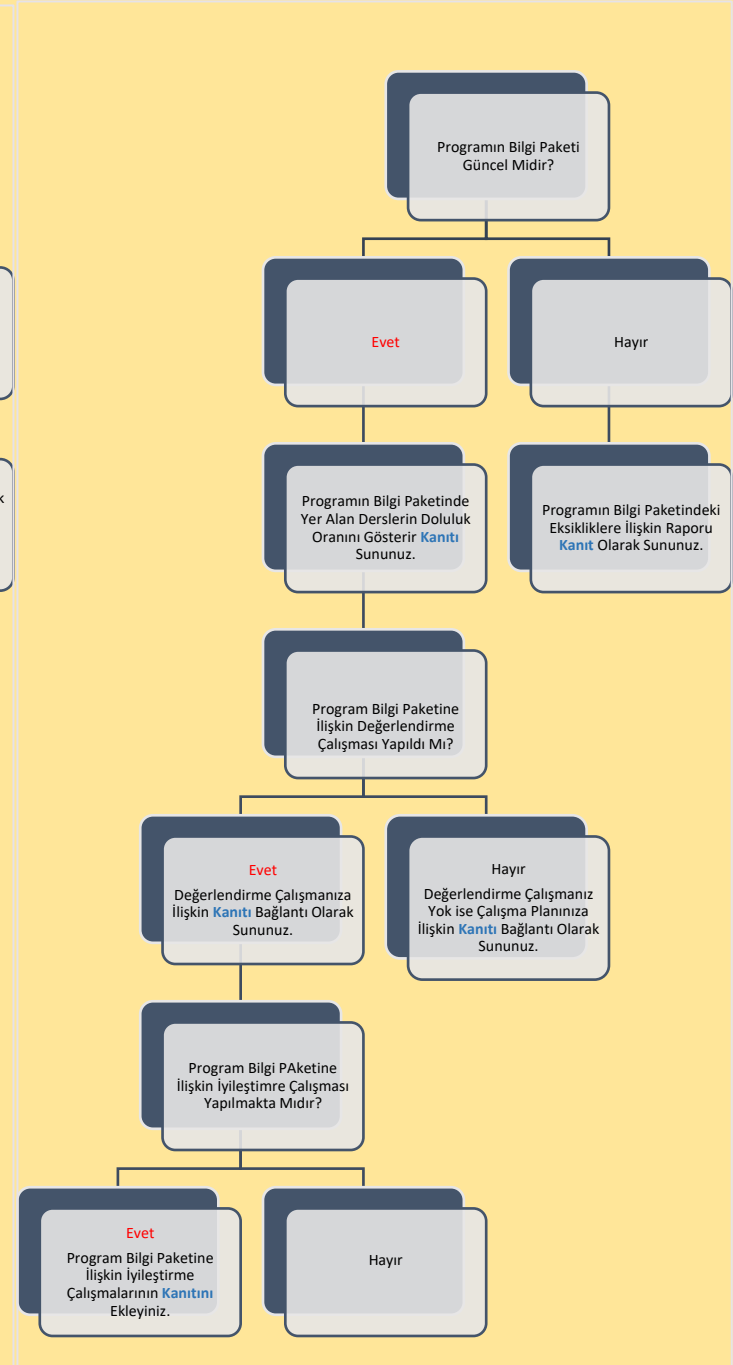 Programın Bilgi Paketi
Güncel Midir?
Evet
Hayır
Programın Bilgi Paketinde
Yer Alan Derslerin Doluluk
Oranını Gösterir Kanıtı
Sununuz.
Programın Bilgi Paketindeki
Eksikliklere İlişkin Raporu
Kanıt Olarak Sununuz.
k
Program Bilgi Paketine
İlişkin Değerlendirme
Çalışması Yapıldı Mı?
Evet
Değerlendirme Çalışmanıza
İlişkin Kanıtı Bağlantı Olarak
Sununuz.
Hayır
Değerlendirme Çalışmanız
Yok ise Çalışma Planınıza
İlişkin Kanıtı Bağlantı Olarak
Sununuz.
Program Bilgi PAketine
İlişkin İyileştimre Çalışması
Yapılmakta Mıdır?
Evet
Program Bilgi Paketine
İlişkin İyileştirme
Çalışmalarının Kanıtını
Ekleyiniz.
Hayır